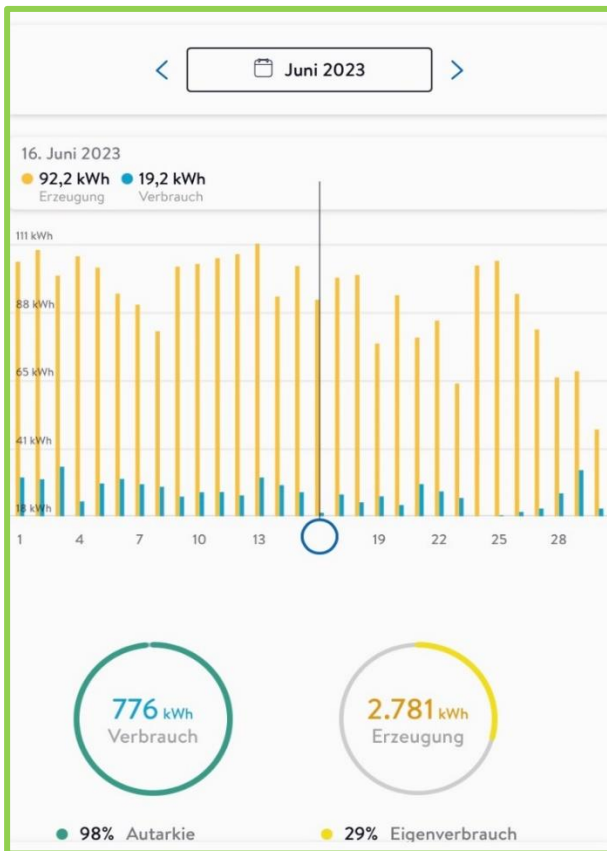 Juni 2023
16. Juni 2023
92,2 kWh 19,2 kWh
Erzeugung Verbrauch
111 kWh
88 kWh
65 kWh
41 kWh
18 kWh
1 4 7 10 13 19 22 25 28
776 kWh 2.781 kWh
Verbrauch Erzeugung
98% Autarkie 29% Eigenverbrauch